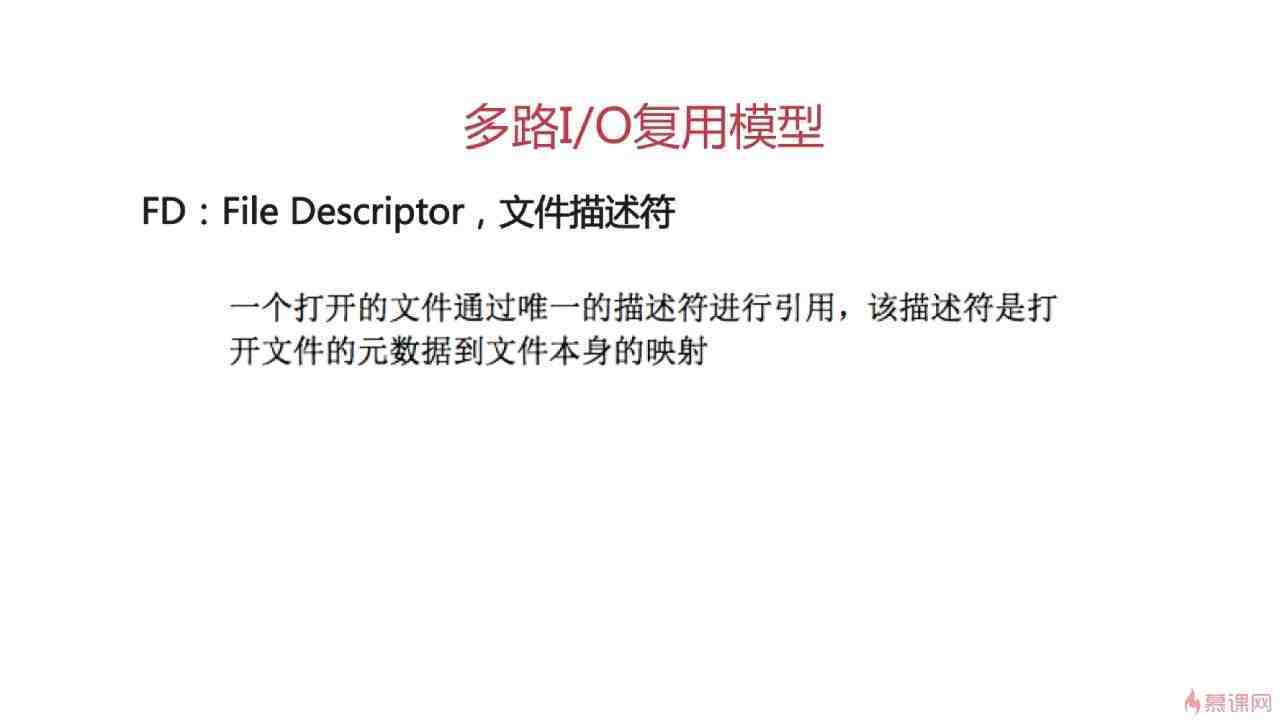 多路I/O复用模型
FD：File Descriptor，文件描述符
一个打开的文件通过唯一的描述符进行引用，该描述符是打
开文件的元数据到文件本身的映射
慕课网